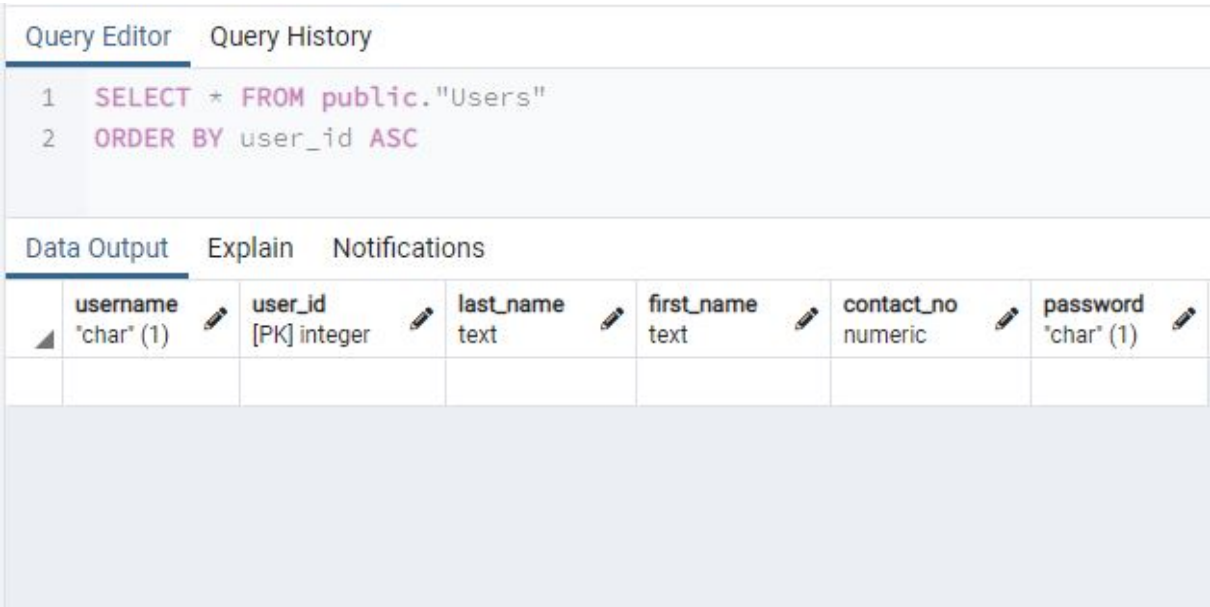 Query Editor Query History
1 SELECT * FROM public."Users"
2 ORDER BY user_id ASC
Data Output Explain Notifications
username user_id last_name first_name contact_no password
"char" (1) [PK] integer text text numeric "char" (1)